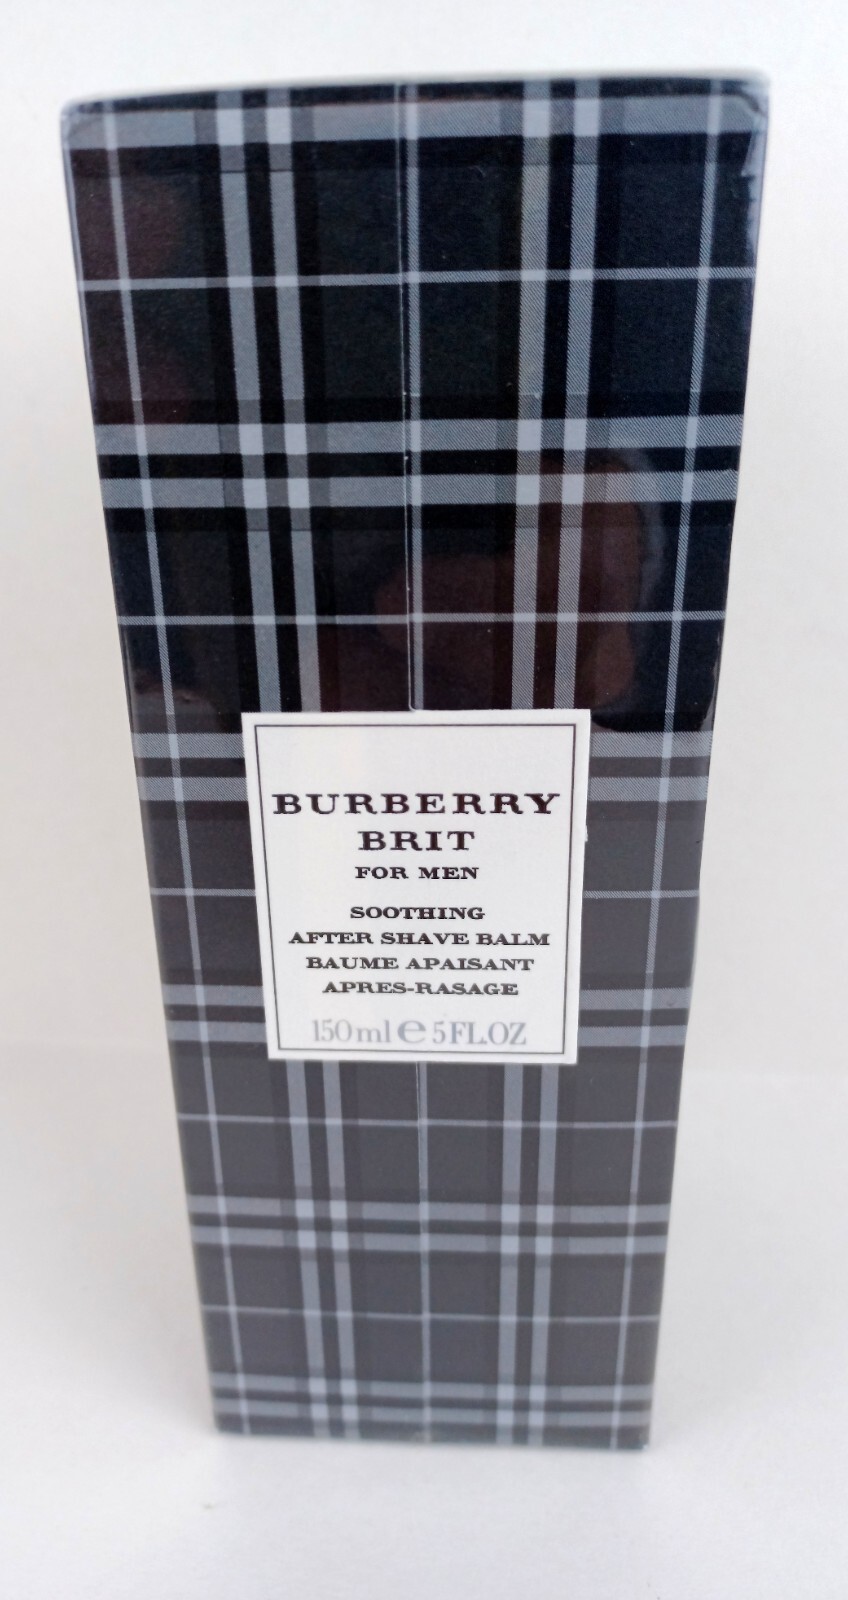 BURBERRY
BRIT
FOR MEN
SOOTHING
AFTER SHAVE BALM
BAUME APAISANT
APRES-RASAGE
150ml e 5FL.OZ